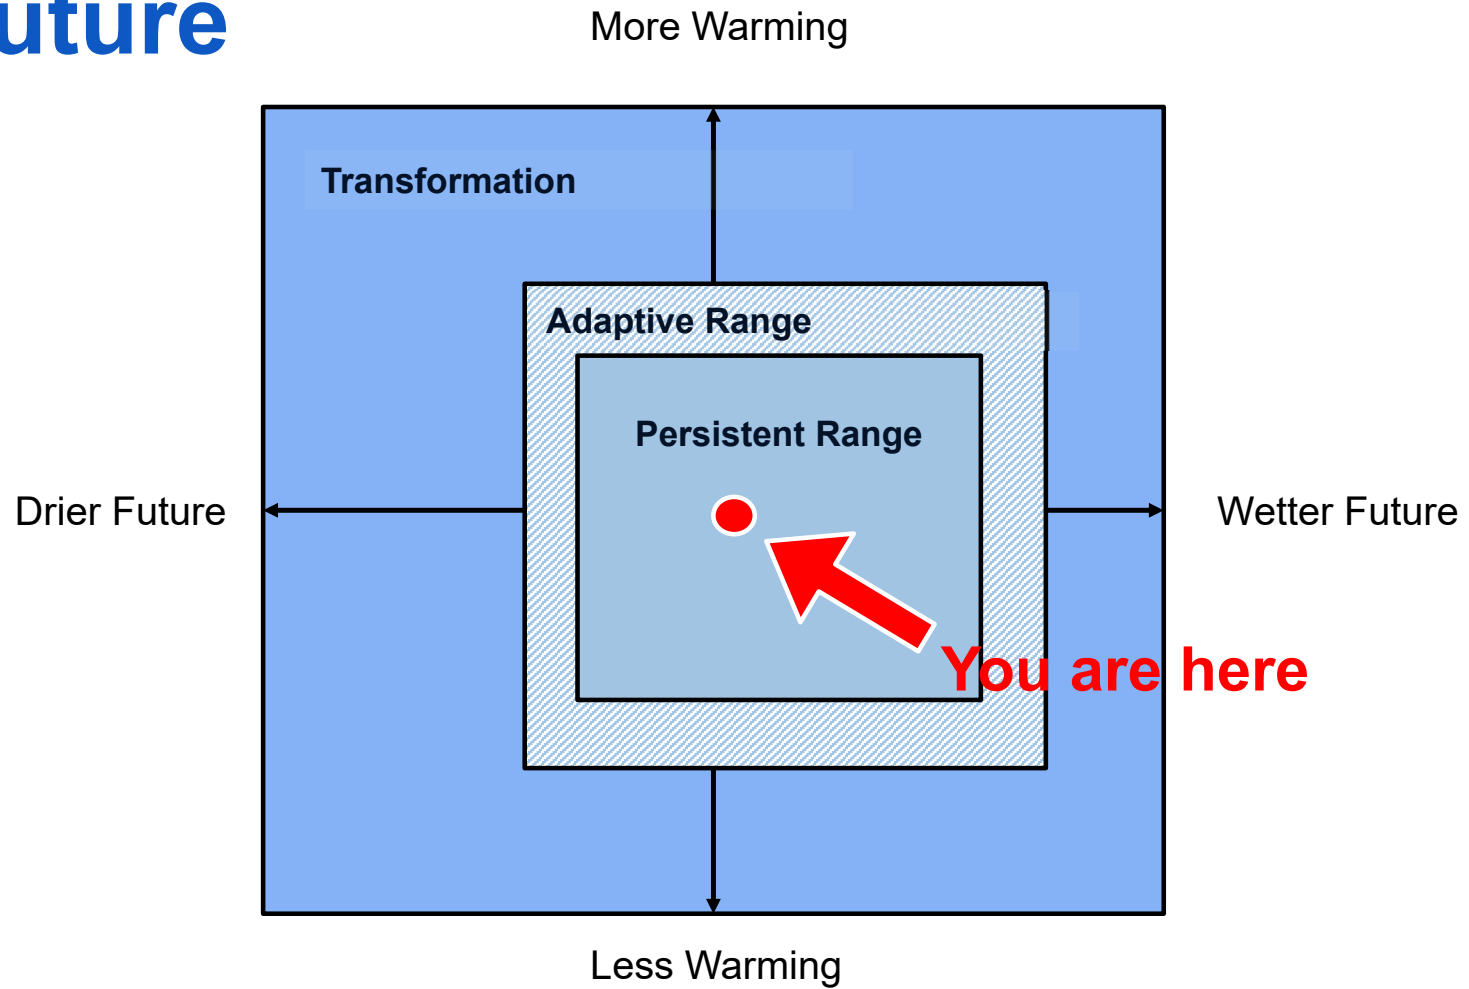 uture
More Warming
Transformation
Adaptive Range
Persistent Range
Drier Future
Wetter Future
You are here
Less Warming